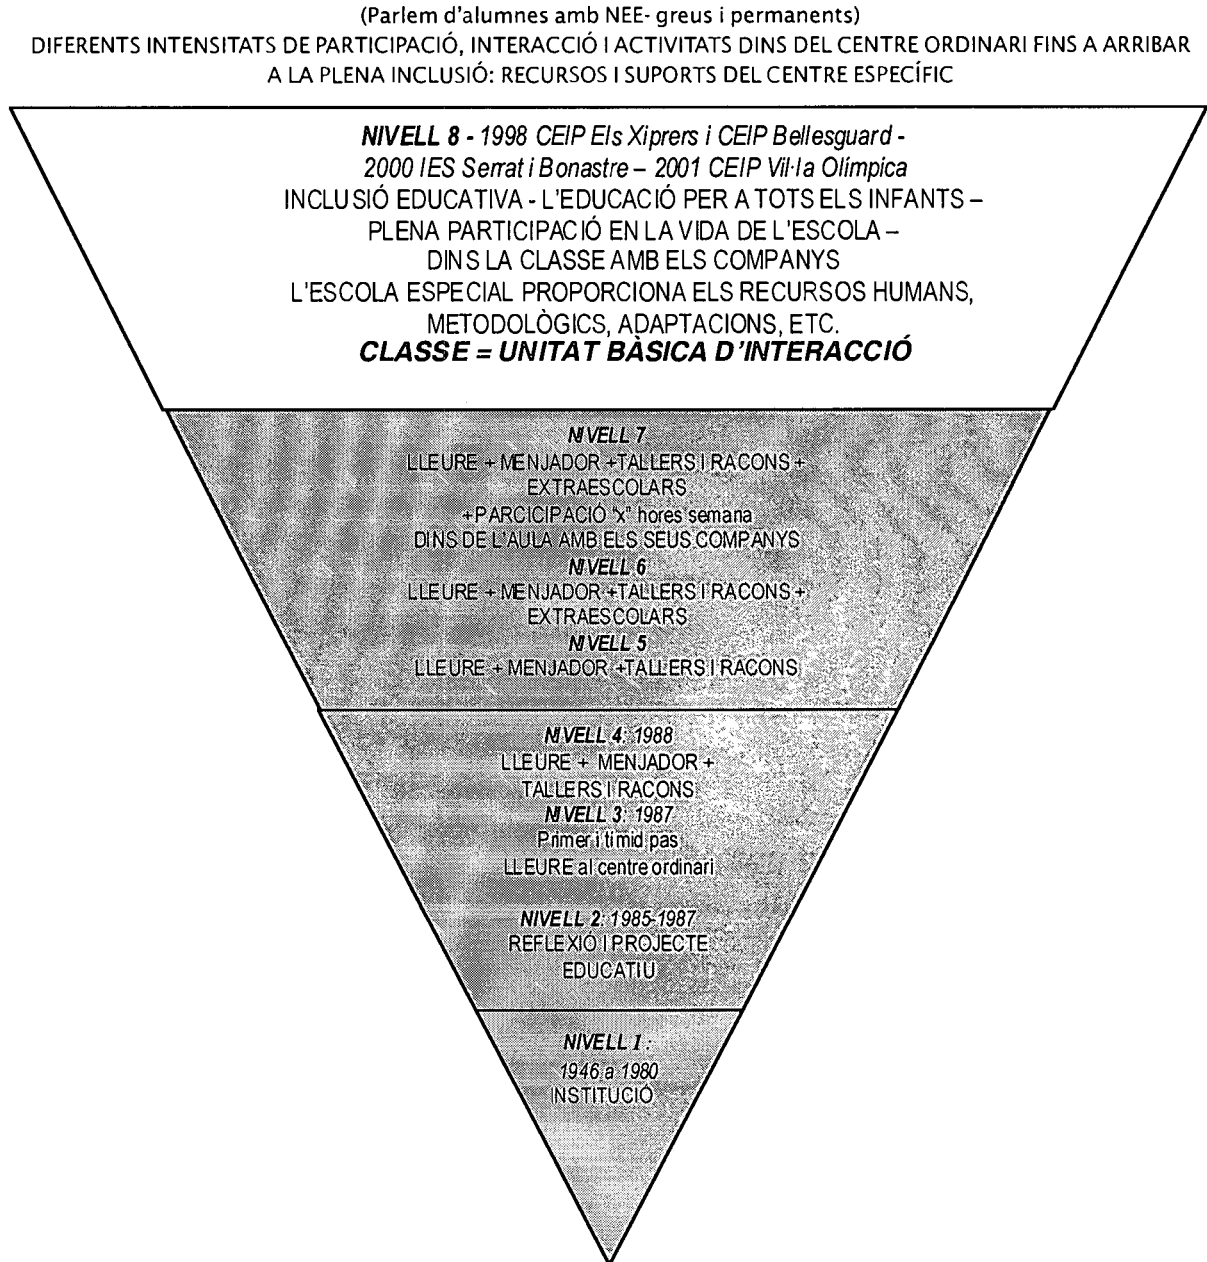 (Parlem d'alumnes amb NEE- greus i permanents)
DIFERENTS INTENSITATS DE PARTICIPACIÓ, INTERACCIÓ I ACTIVITATS DINS DEL CENTRE ORDINARI FINS A ARRIBAR
A LA PLENA INCLUSIÓ: RECURSOS I SUPORTS DEL CENTRE ESPECÍFIC
NIVELL 8 - 1998 CEIP Els Xiprers i CEIP Bellesguard -
2000 IES Serrat i Bonastre – 2001 CEIP Vil·la Olímpica
INCLUSIÓ EDUCATIVA - L'EDUCACIÓ PER A TOTS ELS INFANTS –
PLENA PARTICIPACIÓ EN LA VIDA DE L'ESCOLA –
DINS LA CLASSE AMB ELS COMPANYS
L'ESCOLA ESPECIAL PROPORCIONA ELS RECURSOS HUMANS,
METODOLÒGICS, ADAPTACIONS, ETC.
CLASSE = UNITAT BÀSICA D'INTERACCIÓ
NIVELL 7
LLEURE + MENJADOR +TALLERS I RACONS +
EXTRAESCOLARS
+PARCICIPACIÓ "x" hores semana
DINS DE L'AULA AMB ELS SEUS COMPANYS
NIVELL 6
LLEURE + MENJADOR +TALLERS I RACONS +
EXTRAESCOLARS
NIVELL 5
LLEURE + MENJADOR +TALLERS I RACONS
NIVELL 4: 1988
LLEURE + MENJADOR +
TALLERS I RACONS
NIVELL 3: 1987
Primer i tímid pas
LLEURE al centre ordinari
NIVELL 2: 1985-1987
REFLEXIÓ I PROJECTE
EDUCATIU
NIVELL 1:
1946 a 1980
INSTITUCIÓ